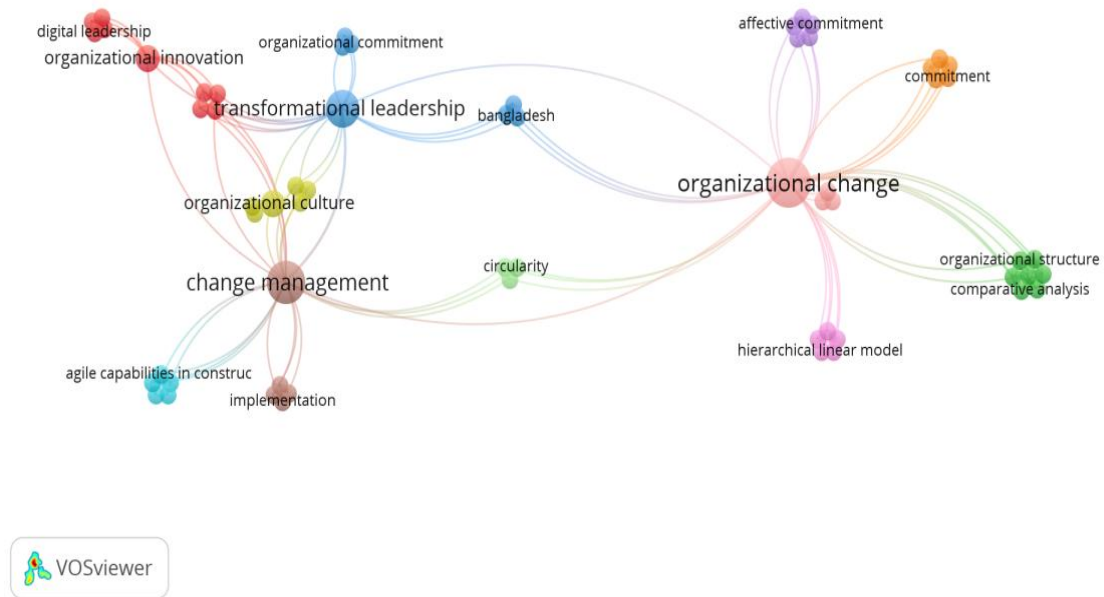 digital leadership
organizational innovation
organizational commitment
affective commitment
commitment
transformational leadership
bangladesh
organizational culture
organizational change
circularity
change management
organizational structure
comparative analysis
hierarchical linear model
agile capabilities in construc
implementation
VOSviewer